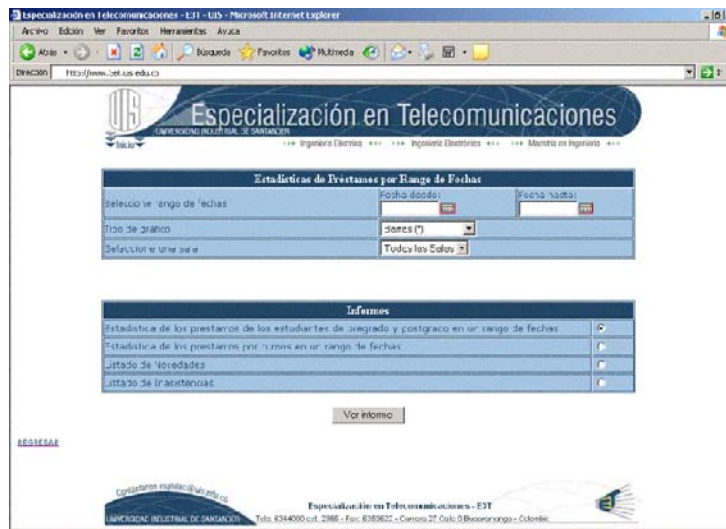 Especialización en Telecomunicaciones - E3T - UIS - Microsoft Internet Explorer
Archivo Edición Ver Favoritos Herramientas Ayuda
Atrás Búsqueda Favoritos Multimedia
Dirección
UIS
Especialización en Telecomunicaciones
UNIVERSIDAD INDUSTRIAL DE SANTANDER
Inicio
Ingeniería Eléctrica Ingeniería Electrónica Maestría en Ingeniería
Estadísticas de Préstamos por Rango de Fechas
Seleccione rango de fechas
Fecha desde: Fecha hasta:
Tipo de gráfico Barras (*)
Seleccione una sala Todas las Salas
Informes
Estadística de los préstamos de los estudiantes de pregrado y postgrado en un rango de fechas
Estadística de los préstamos por turnos en un rango de fechas
Listado de Novedades
Listado de Inasistencias
Ver informe
REGRESAR
UNIVERSIDAD INDUSTRIAL DE SANTANDER
Especialización en Telecomunicaciones - E3T